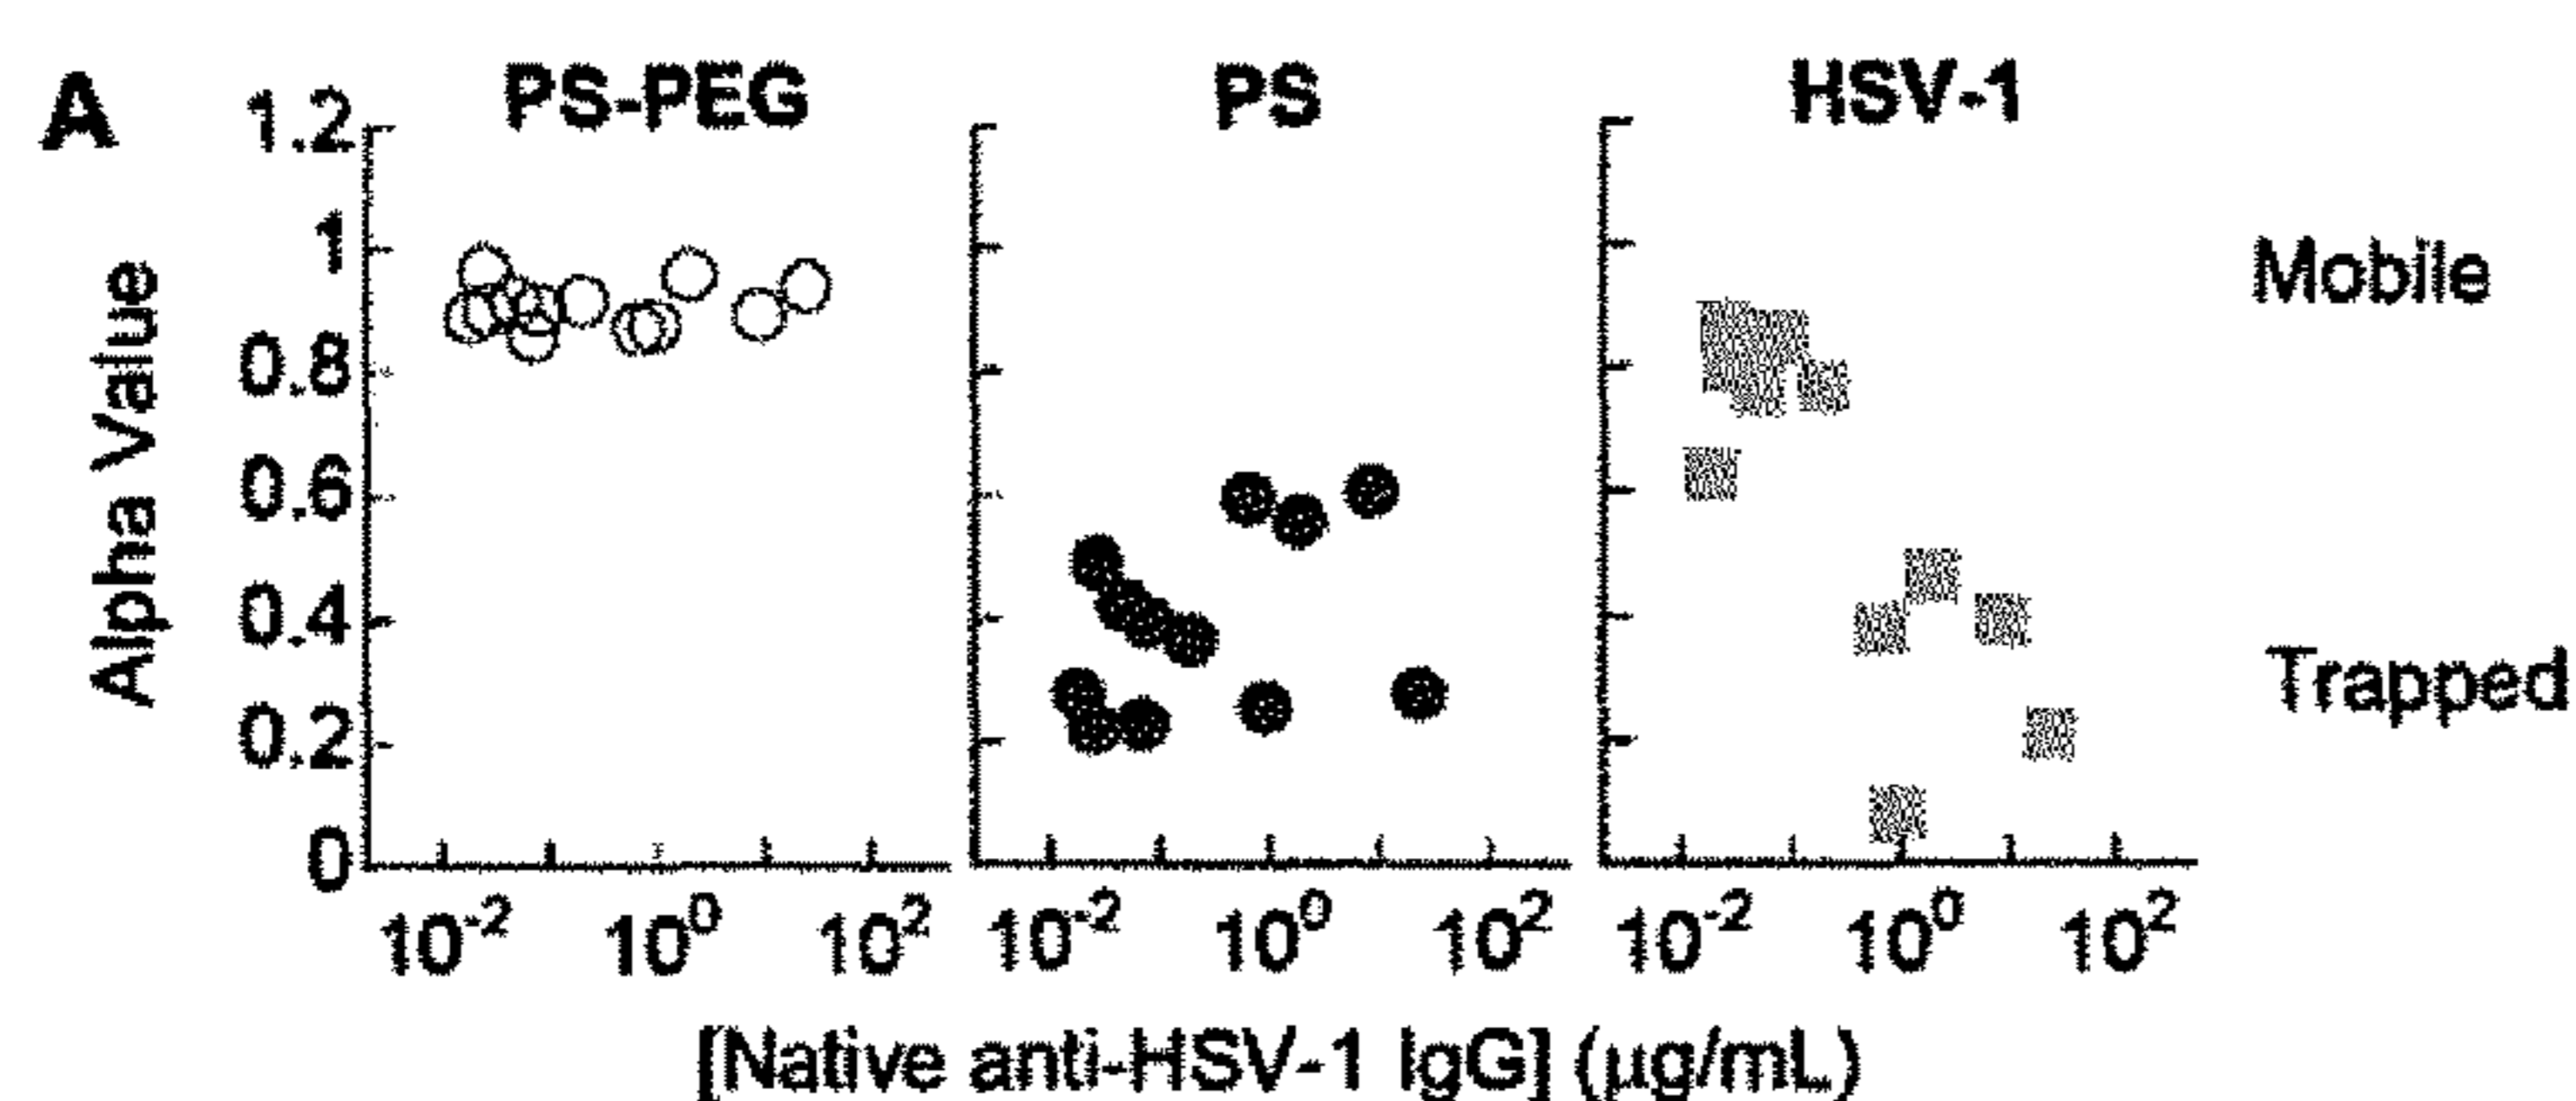 A
PS-PEG PS HSV-1
1.2
1
0.8
0.6
0.4
0.2
0
Alpha Value
Mobile
Trapped
10-2 100 102 10-2 100 102 10-2 100 102
[Native anti-HSV-1 IgG] (µg/mL)